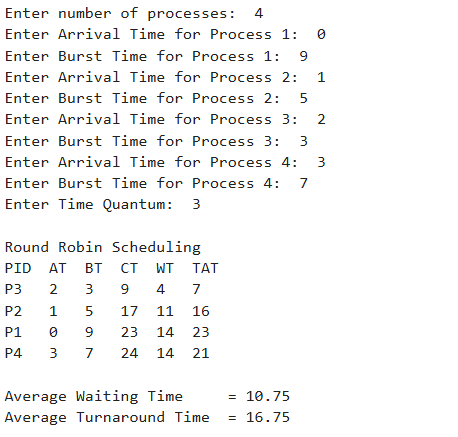 Enter number of processes:  4
Enter Arrival Time for Process 1:  0
Enter Burst Time for Process 1:  9
Enter Arrival Time for Process 2:  1
Enter Burst Time for Process 2:  5
Enter Arrival Time for Process 3:  2
Enter Burst Time for Process 3:  3
Enter Arrival Time for Process 4:  3
Enter Burst Time for Process 4:  7
Enter Time Quantum:  3
Round Robin Scheduling
PID  AT  BT  CT  WT  TAT
P3   2   3   9   4   7
P2   1   5   17  11  16
P1   0   9   23  14  23
P4   3   7   24  14  21
Average Waiting Time     = 10.75
Average Turnaround Time  = 16.75